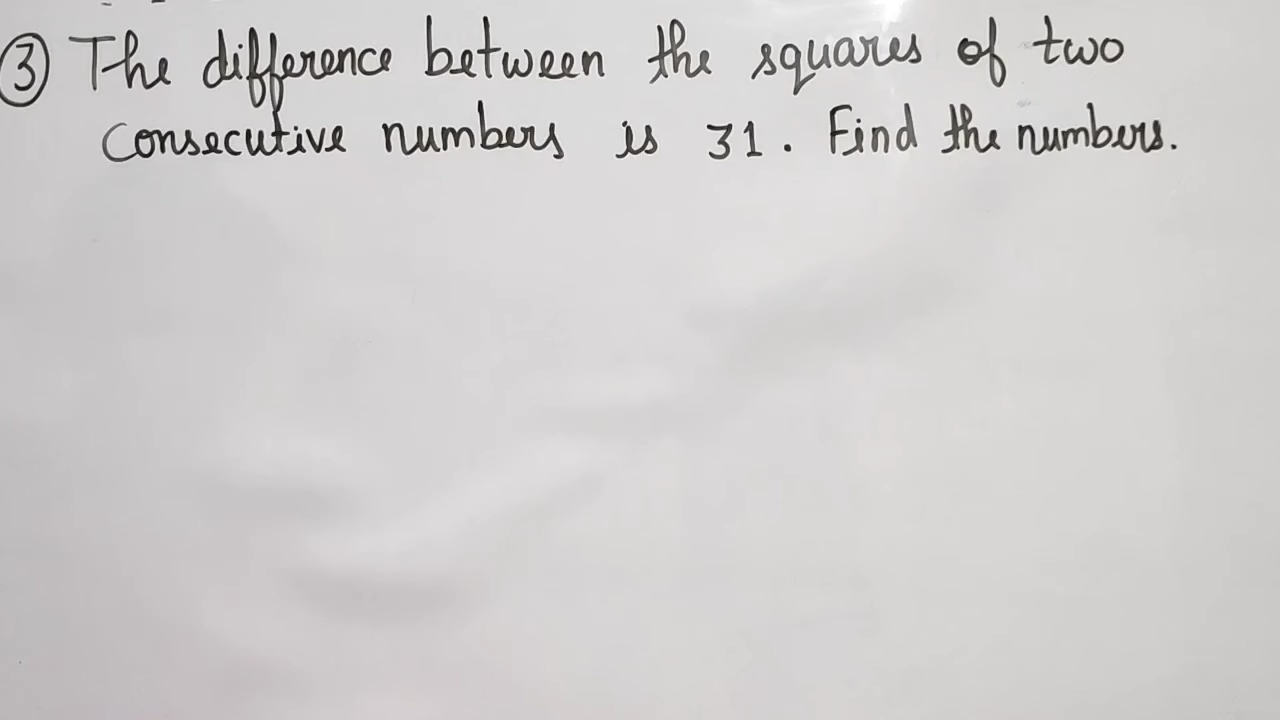 ③ The difference between the squares of two
consecutive numbers is 31. Find the numbers.